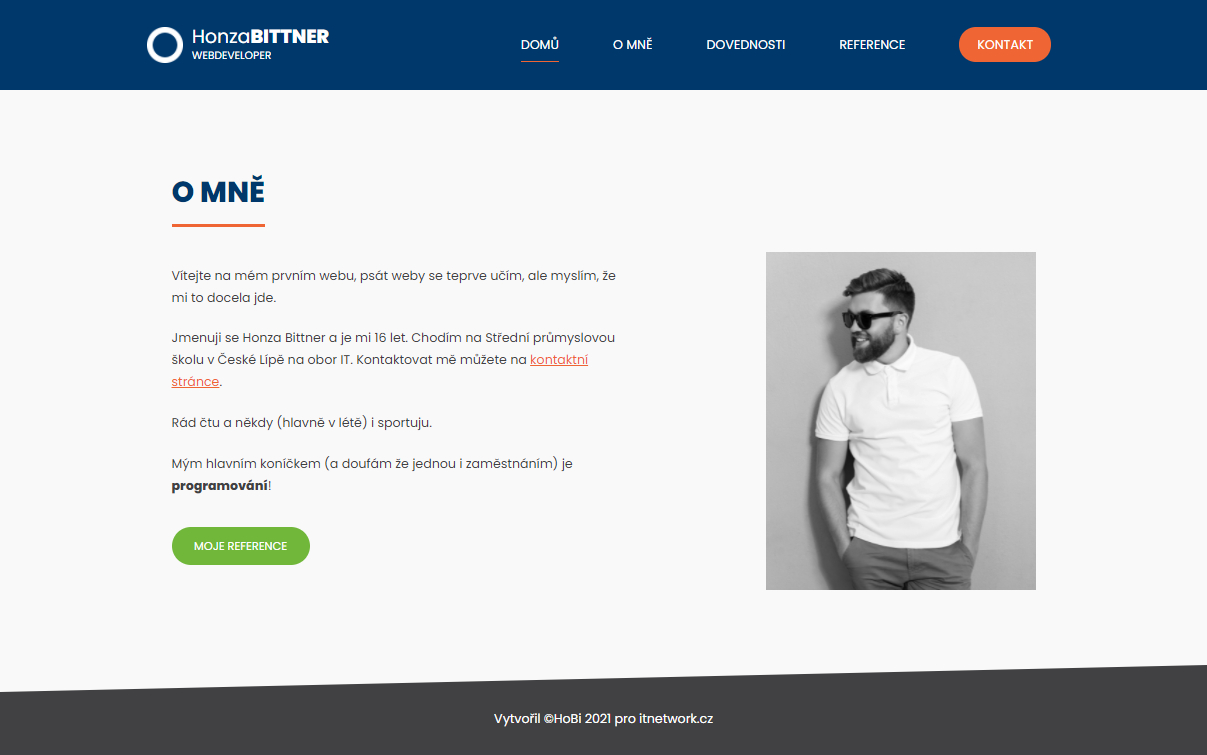 HonzaBITTNER
WEBDEVELOPER
DOMŮ O MNĚ DOVEDNOSTI REFERENCE KONTAKT
O MNĚ
Vítejte na mém prvním webu, psát weby se teprve učím, ale myslím, že
mi to docela jde.
Jmenuji se Honza Bittner a je mi 16 let. Chodím na Střední průmyslovou
školu v České Lípě na obor IT. Kontaktovat mě můžete na kontaktní
stránce.
Rád čtu a někdy (hlavně v létě) i sportuju.
Mým hlavním koníčkem (a doufám že jednou i zaměstnáním) je
programování!
MOJE REFERENCE
Vytvořil ©HoBi 2021 pro itnetwork.cz